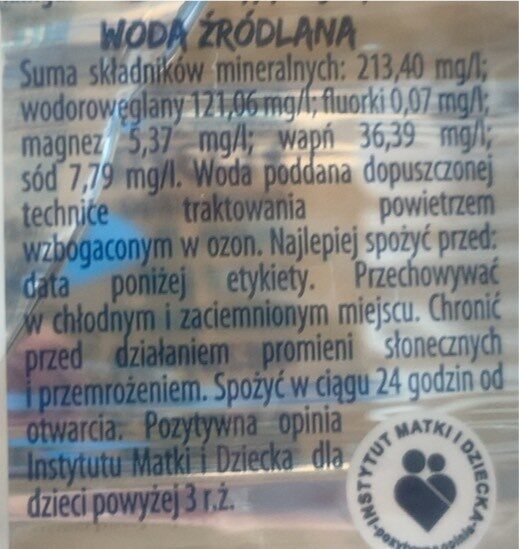 WODA ŹRÓDLANA
Suma składników mineralnych: 213,40 mg/l;
wodorowęglany 121,06 mg/l; fluorki 0,07 mg/l;
magnez 5,37 mg/l; wapń 36,39 mg/l;
sód 7,79 mg/l. Woda poddana dopuszczonej
technice traktowania powietrzem
wzbogaconym w ozon. Najlepiej spożyć przed:
data poniżej etykiety. Przechowywać
w chłodnym i zaciemnionym miejscu. Chronić
przed działaniem promieni słonecznych
i przemrożeniem. Spożyć w ciągu 24 godzin od
otwarcia. Pozytywna opinia
Instytutu Matki i Dziecka dla
dzieci powyżej 3 r.ż.
INSTYTUT MATKI I DZIECKA